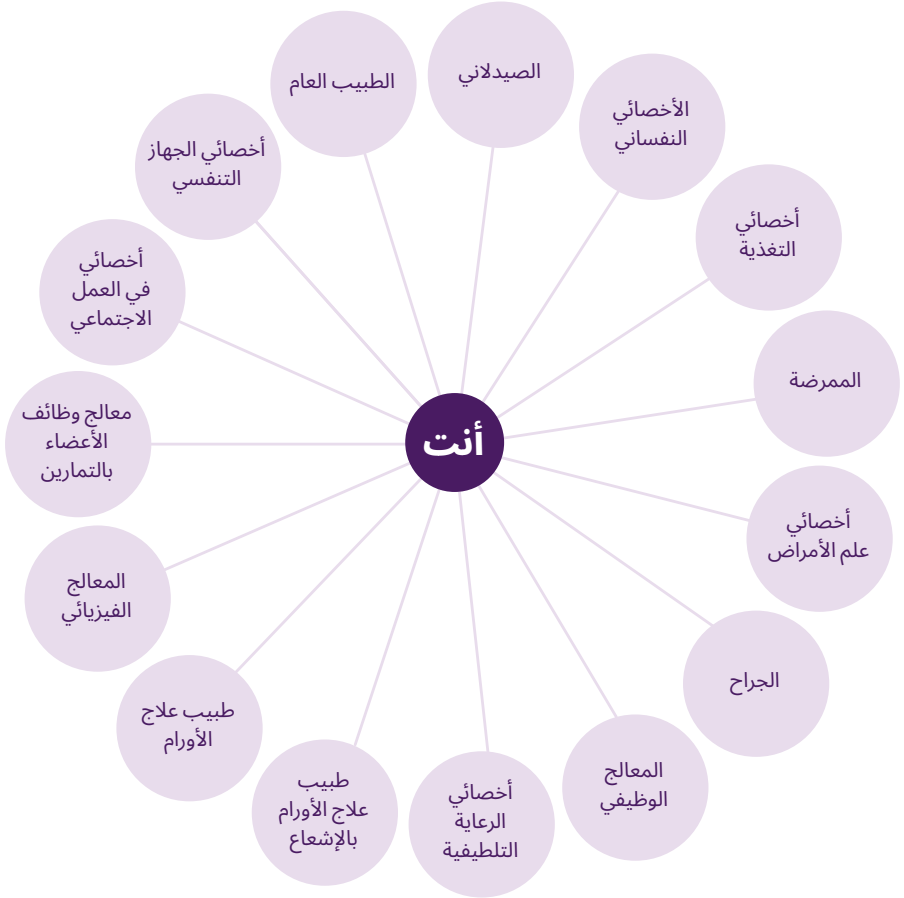 الصيدلاني
الأخصائي
النفساني
أخصائي
التغذية
الممرضة
أخصائي
علم الأمراض
الجراح
المعالج
الوظيفي
أخصائي
الرعاية
التلطيفية
طبيب
علاج الأورام
بالإشعاع
طبيب علاج
الأورام
المعالج
الفيزيائي
معالج وظائف
الأعضاء
بالتمارين
أخصائي
في العمل
الاجتماعي
أخصائي الجهاز
التنفسي
الطبيب العام
أنت